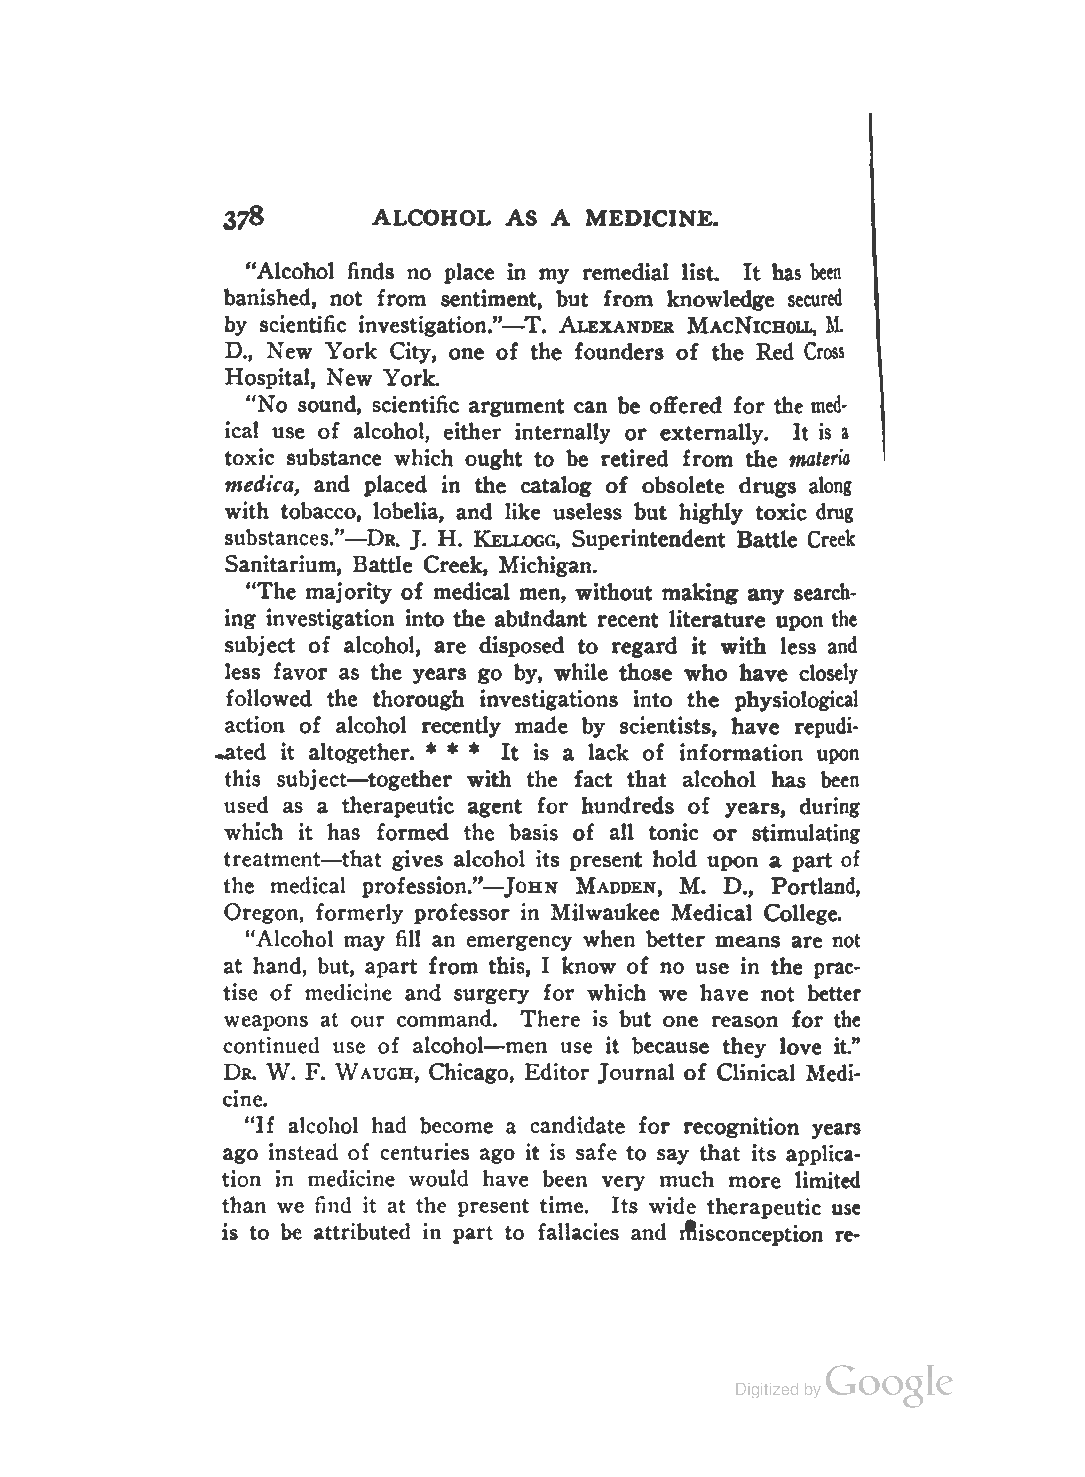 378 ALCOHOL AS A MEDICINE.
"Alcohol finds no place in my remedial list. It has been
banished, not from sentiment, but from knowledge secured
by scientific investigation."—T. ALEXANDER MACNICHOLL, M.
D., New York City, one of the founders of the Red Cross
Hospital, New York.
"No sound, scientific argument can be offered for the med-
ical use of alcohol, either internally or externally. It is a
toxic substance which ought to be retired from the materia
medica, and placed in the catalog of obsolete drugs along
with tobacco, lobelia, and like useless but highly toxic drug
substances."—DR. J. H. KELLOGG, Superintendent Battle Creek
Sanitarium, Battle Creek, Michigan.
"The majority of medical men, without making any search-
ing investigation into the abundant recent literature upon the
subject of alcohol, are disposed to regard it with less and
less favor as the years go by, while those who have closely
followed the thorough investigations into the physiological
action of alcohol recently made by scientists, have repudi-
ated it altogether. * * * It is a lack of information upon
this subject—together with the fact that alcohol has been
used as a therapeutic agent for hundreds of years, during
which it has formed the basis of all tonic or stimulating
treatment—that gives alcohol its present hold upon a part of
the medical profession."—JOHN MADDEN, M. D., Portland,
Oregon, formerly professor in Milwaukee Medical College.
"Alcohol may fill an emergency when better means are not
at hand, but, apart from this, I know of no use in the prac-
tise of medicine and surgery for which we have not better
weapons at our command. There is but one reason for the
continued use of alcohol—men use it because they love it."
DR. W. F. WAUGH, Chicago, Editor Journal of Clinical Medi-
cine.
"If alcohol had become a candidate for recognition years
ago instead of centuries ago it is safe to say that its applica-
tion in medicine would have been very much more limited
than we find it at the present time. Its wide therapeutic use
is to be attributed in part to fallacies and misconception re-
Digitized by Google